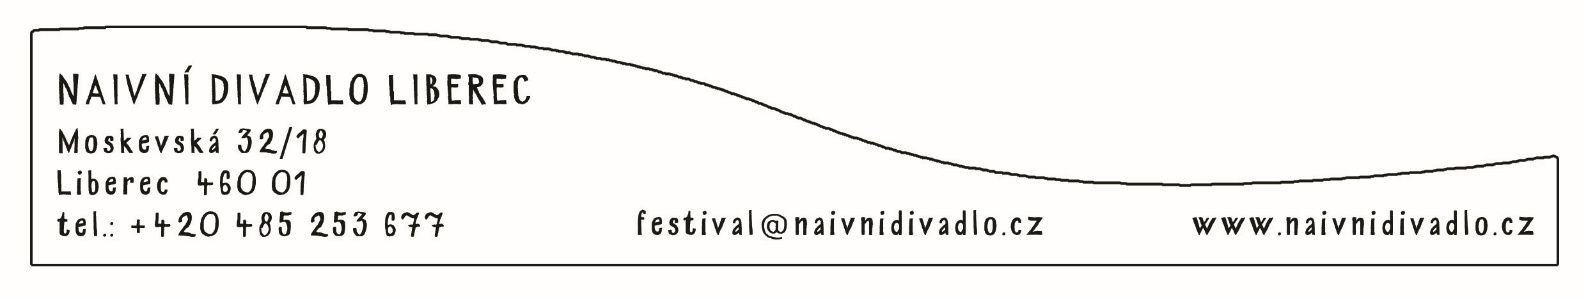 NAIVNÍ DIVADLO LIBEREC
Moskevská 32/18
Liberec 460 01
tel.: +420 485 253 677
festival@naivnidivadlo.cz
www.naivnidivadlo.cz